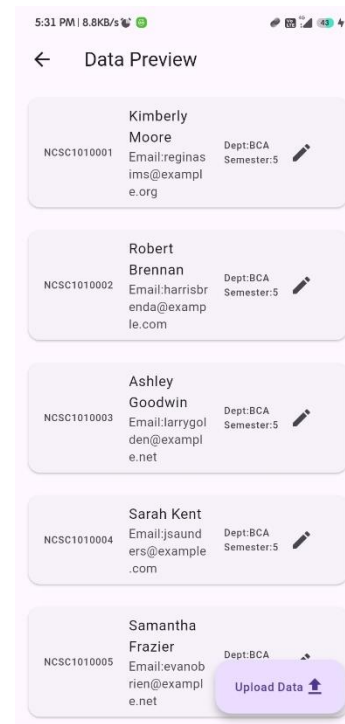 5:31 PM | 8.8KB/s
43
Data Preview
Kimberly
Moore
NCSC1010001
Email:reginas
ims@exampl
e.org
Dept:BCA
Semester:5
Robert
Brennan
NCSC1010002
Email:harrisbr
enda@examp
le.com
Dept:BCA
Semester:5
Ashley
Goodwin
NCSC1010003
Email:larrygol
den@exampl
e.net
Dept:BCA
Semester:5
Sarah Kent
NCSC1010004
Email:jsaund
ers@example
.com
Dept:BCA
Semester:5
Samantha
Frazier
NCSC1010005
Email:evanob
rien@exampl
e.net
Dept:BCA
Upload Data